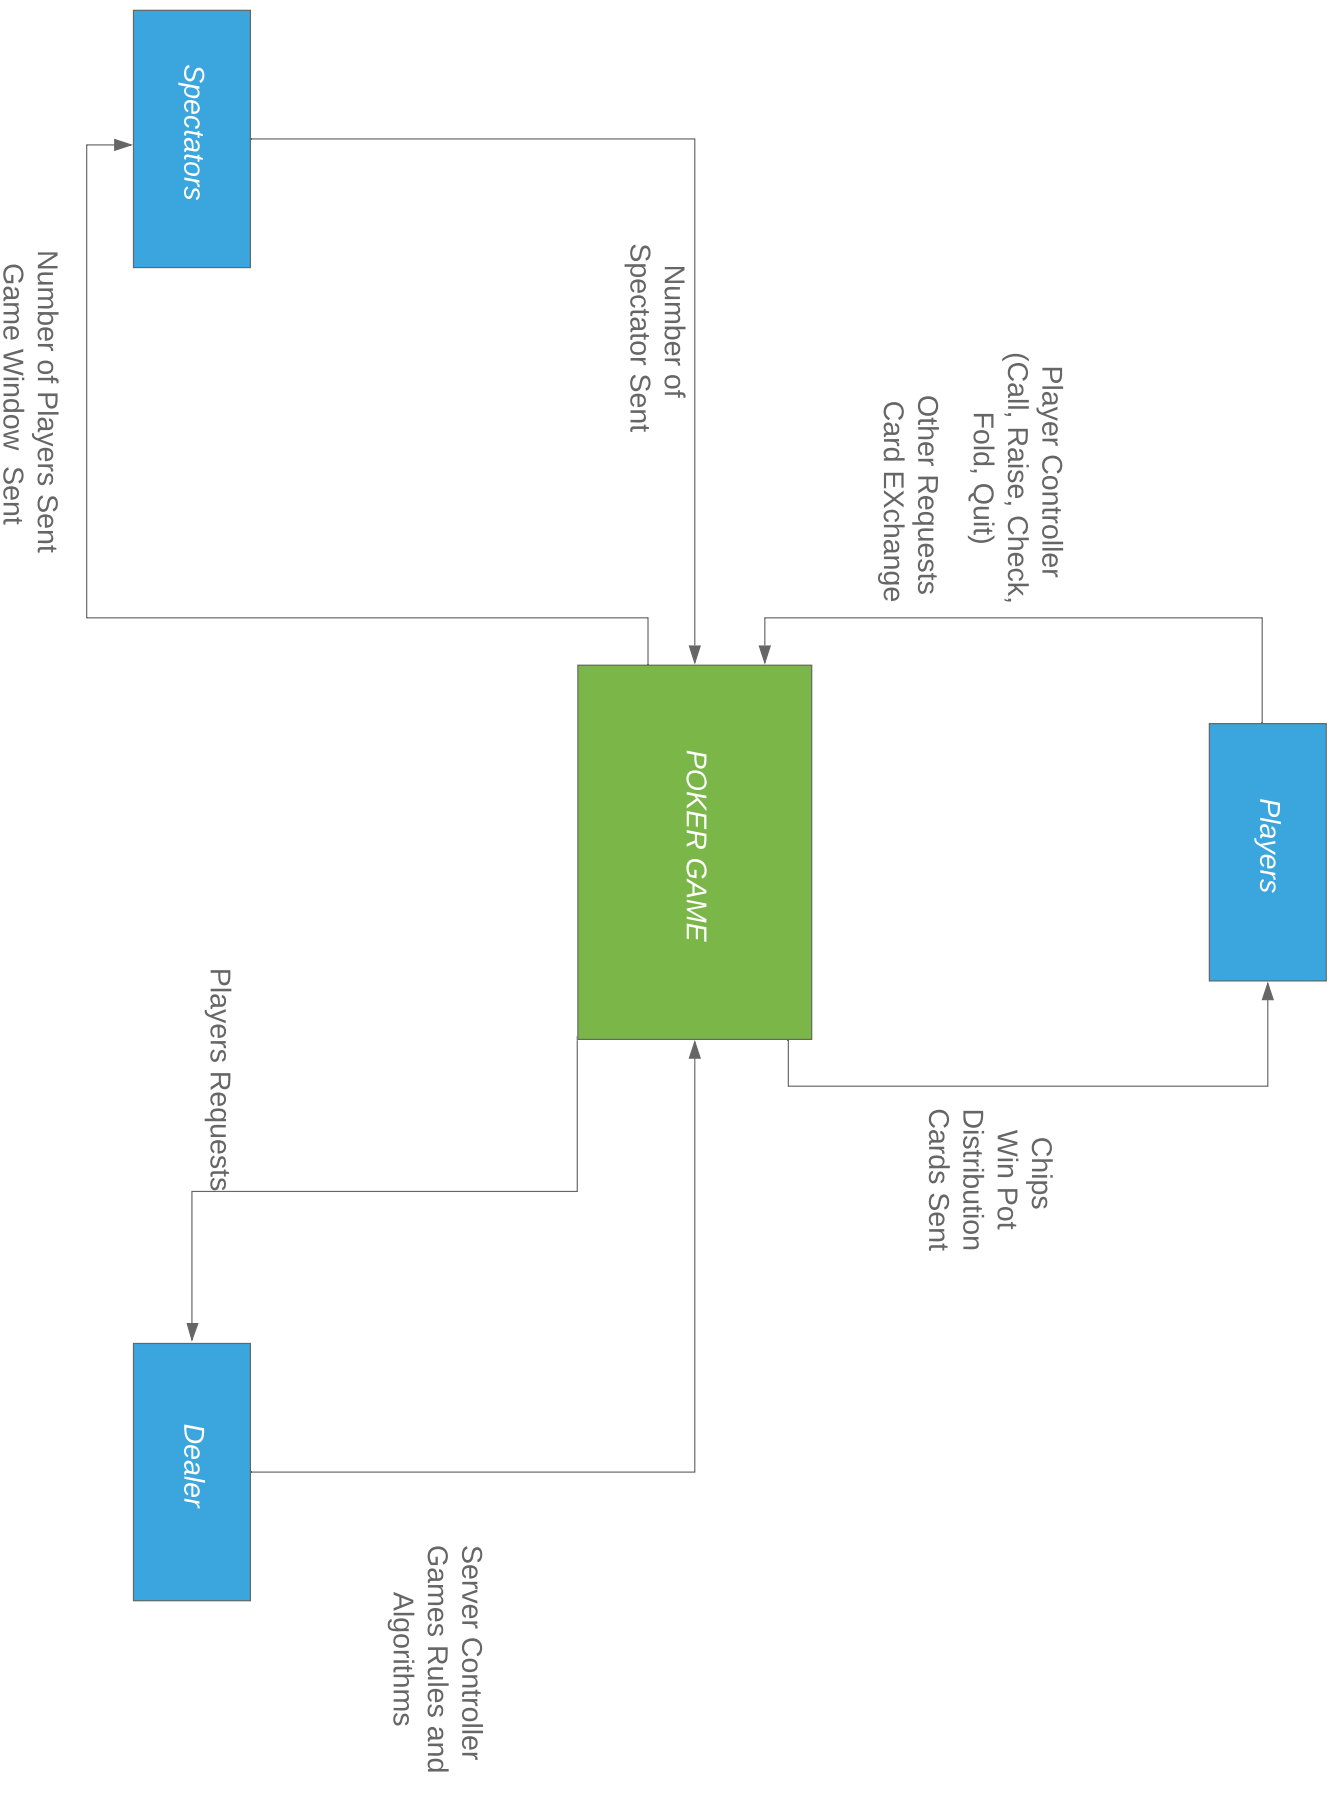 Players
Player Controller
(Call, Raise, Check,
Fold, Quit)
Other Requests
Card EXchange
Chips
Win Pot
Distribution
Cards Sent
POKER GAME
Number of
Spectator Sent
Server Controller
Games Rules and
Algorithms
Players Requests
Spectators
Dealer
Number of Players Sent
Game Window  Sent